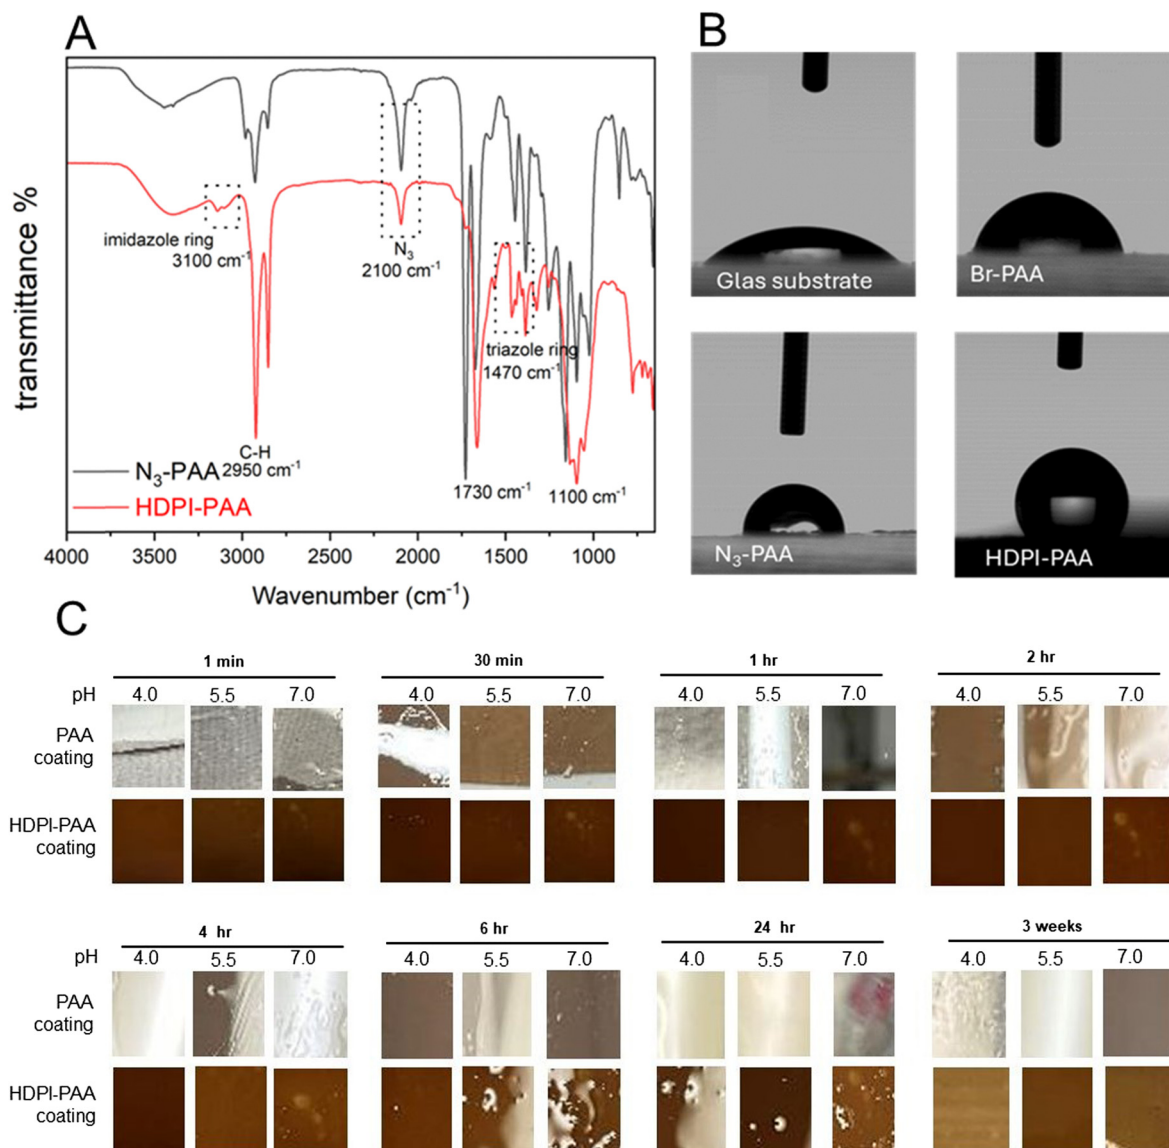 A
transcittance %
imidazole ring
3100 cm⁻¹
N₃
2100 cm⁻¹
triazole ring
1470 cm⁻¹
C-H
2950 cm⁻¹
1730 cm⁻¹
1100 cm⁻¹
N₃-PAA
HDPI-PAA
4000 3500 3000 2500 2000 1500 1000
Wavenumber (cm⁻¹)
B
Glas substrate
Br-PAA
N₃-PAA
HDPI-PAA
C
1 min 30 min 1 hr 2 hr
pH 4.0 5.5 7.0 4.0 5.5 7.0 4.0 5.5 7.0 4.0 5.5 7.0
PAA
coating
HDPI-PAA
coating
4 hr 6 hr 24 hr 3 weeks
pH 4.0 5.5 7.0 4.0 5.5 7.0 4.0 5.5 7.0 4.0 5.5 7.0
PAA
coating
HDPI-PAA
coating